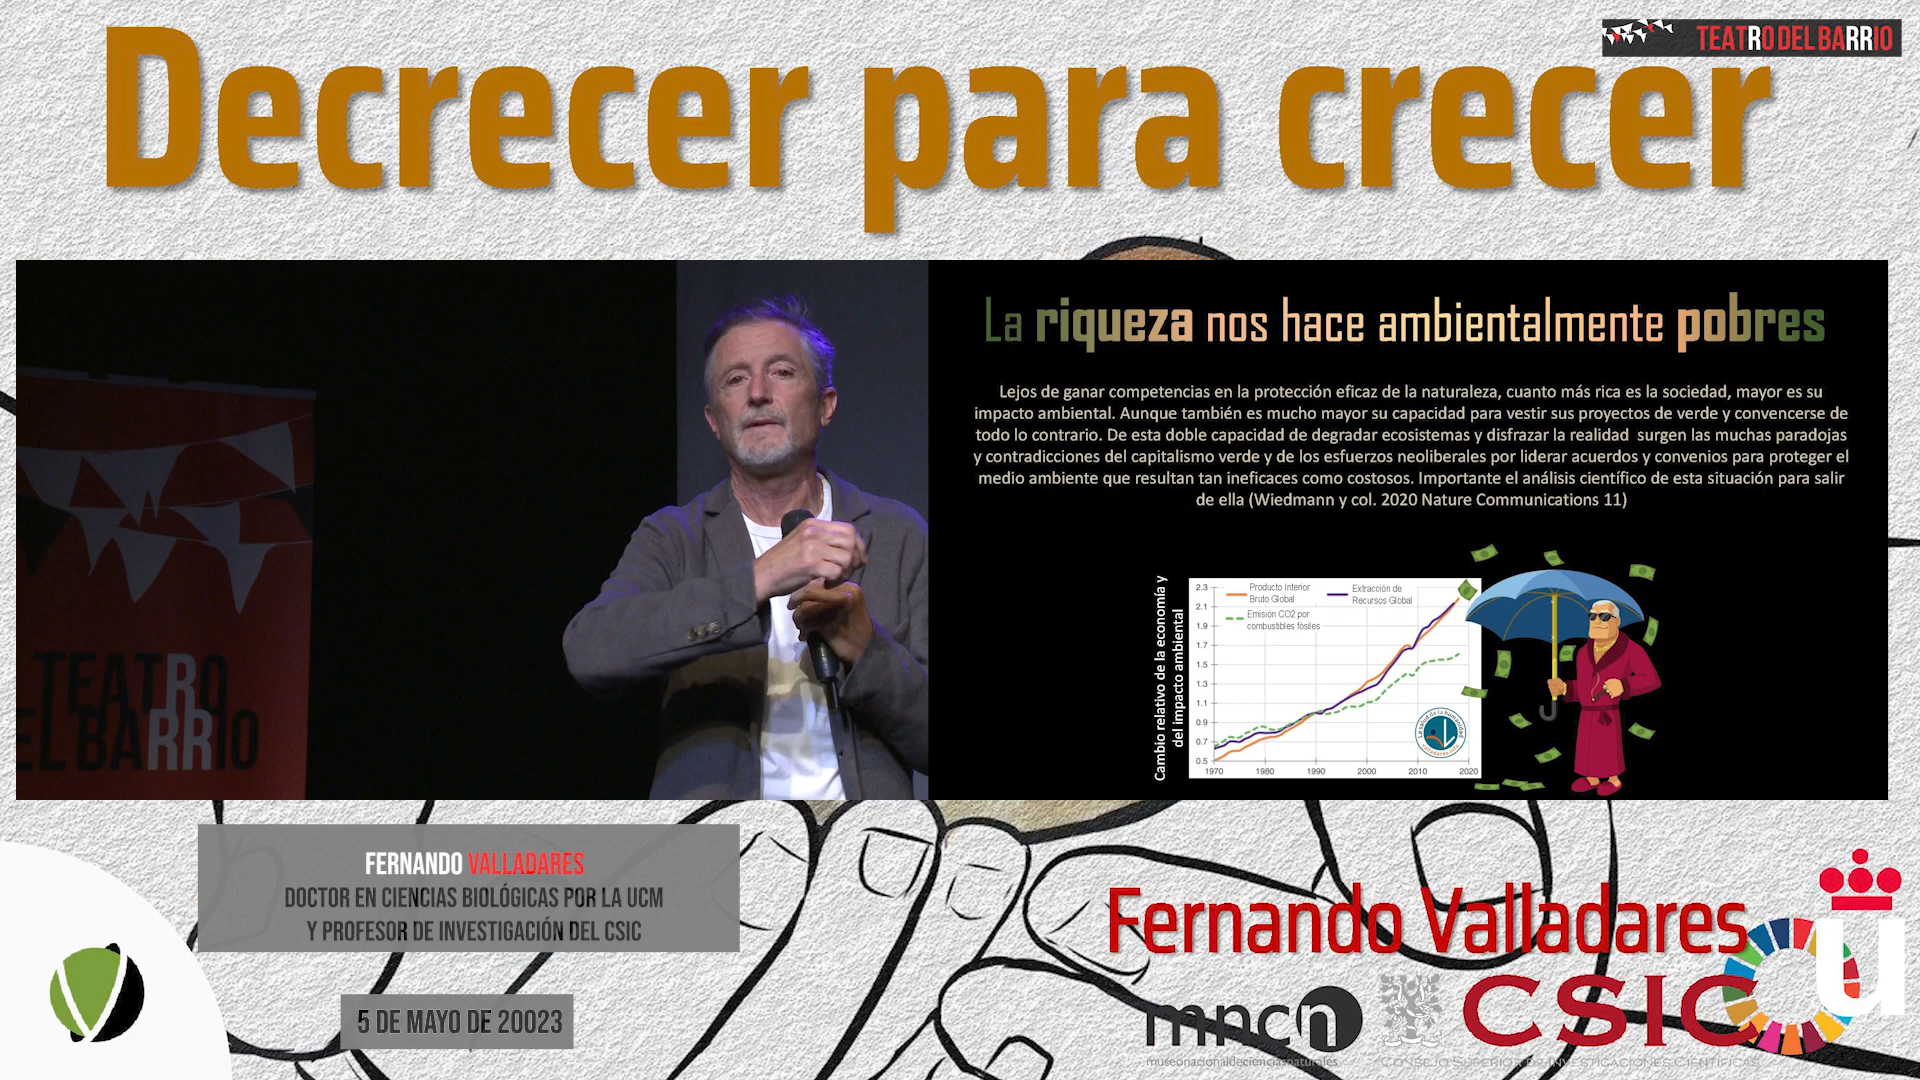 Decrecer para crecer
TEATRO DEL BARRIO
La riqueza nos hace ambientalmente pobres
Lejos de ganar competencias en la protección eficaz de la naturaleza, cuanto más rica es la sociedad, mayor es su
impacto ambiental. Aunque también es mucho mayor su capacidad para vestir sus proyectos de verde y convencerse de
todo lo contrario. De esta doble capacidad de degradar ecosistemas y disfrazar la realidad surgen las muchas paradojas
y contradicciones del capitalismo verde y de los esfuerzos neoliberales por liderar acuerdos y convenios para proteger el
medio ambiente que resultan tan ineficaces como costosos. Importante el análisis científico de esta situación para salir
de ella (Wiedmann y col. 2020 Nature Communications 11)
Cambio relativo de la economía y
del impacto ambiental
Producto Interior
Bruto Global
Extracción de
Recursos Global
Emisión CO2 por
combustibles fósiles
2.3
2.1
1.9
1.7
1.5
1.3
1.1
0.9
0.7
0.5
1970 1980 1990 2000 2010 2020
La salud de la humanidad
valladares.info
TEATRO
EL BARRIO
FERNANDO VALLADARES
DOCTOR EN CIENCIAS BIOLÓGICAS POR LA UCM
Y PROFESOR DE INVESTIGACIÓN DEL CSIC
5 DE MAYO DE 20023
Fernando Valladares
mncn
museonacionaldecienciasnaturales
CSIC
CONSEJO SUPERIOR DE INVESTIGACIONES CIENTÍFICAS
u